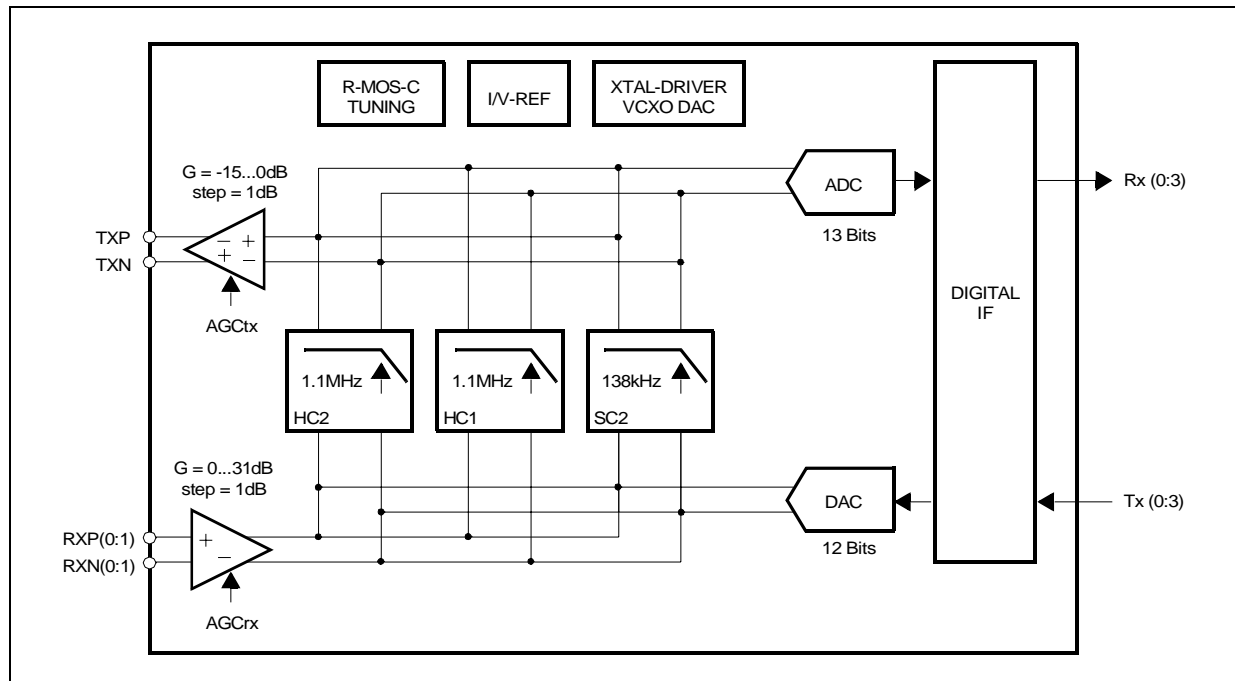 R-MOS-C
TUNING
I/V-REF
XTAL-DRIVER
VCXO DAC
G = -15...0dB
step = 1dB
ADC
13 Bits
Rx (0:3)
TXP
TXN
− +
+ −
AGCtx
DIGITAL
IF
1.1MHz
HC2
1.1MHz
HC1
138kHz
SC2
G = 0...31dB
step = 1dB
DAC
12 Bits
Tx (0:3)
RXP(0:1)
RXN(0:1)
+
−
AGCrx